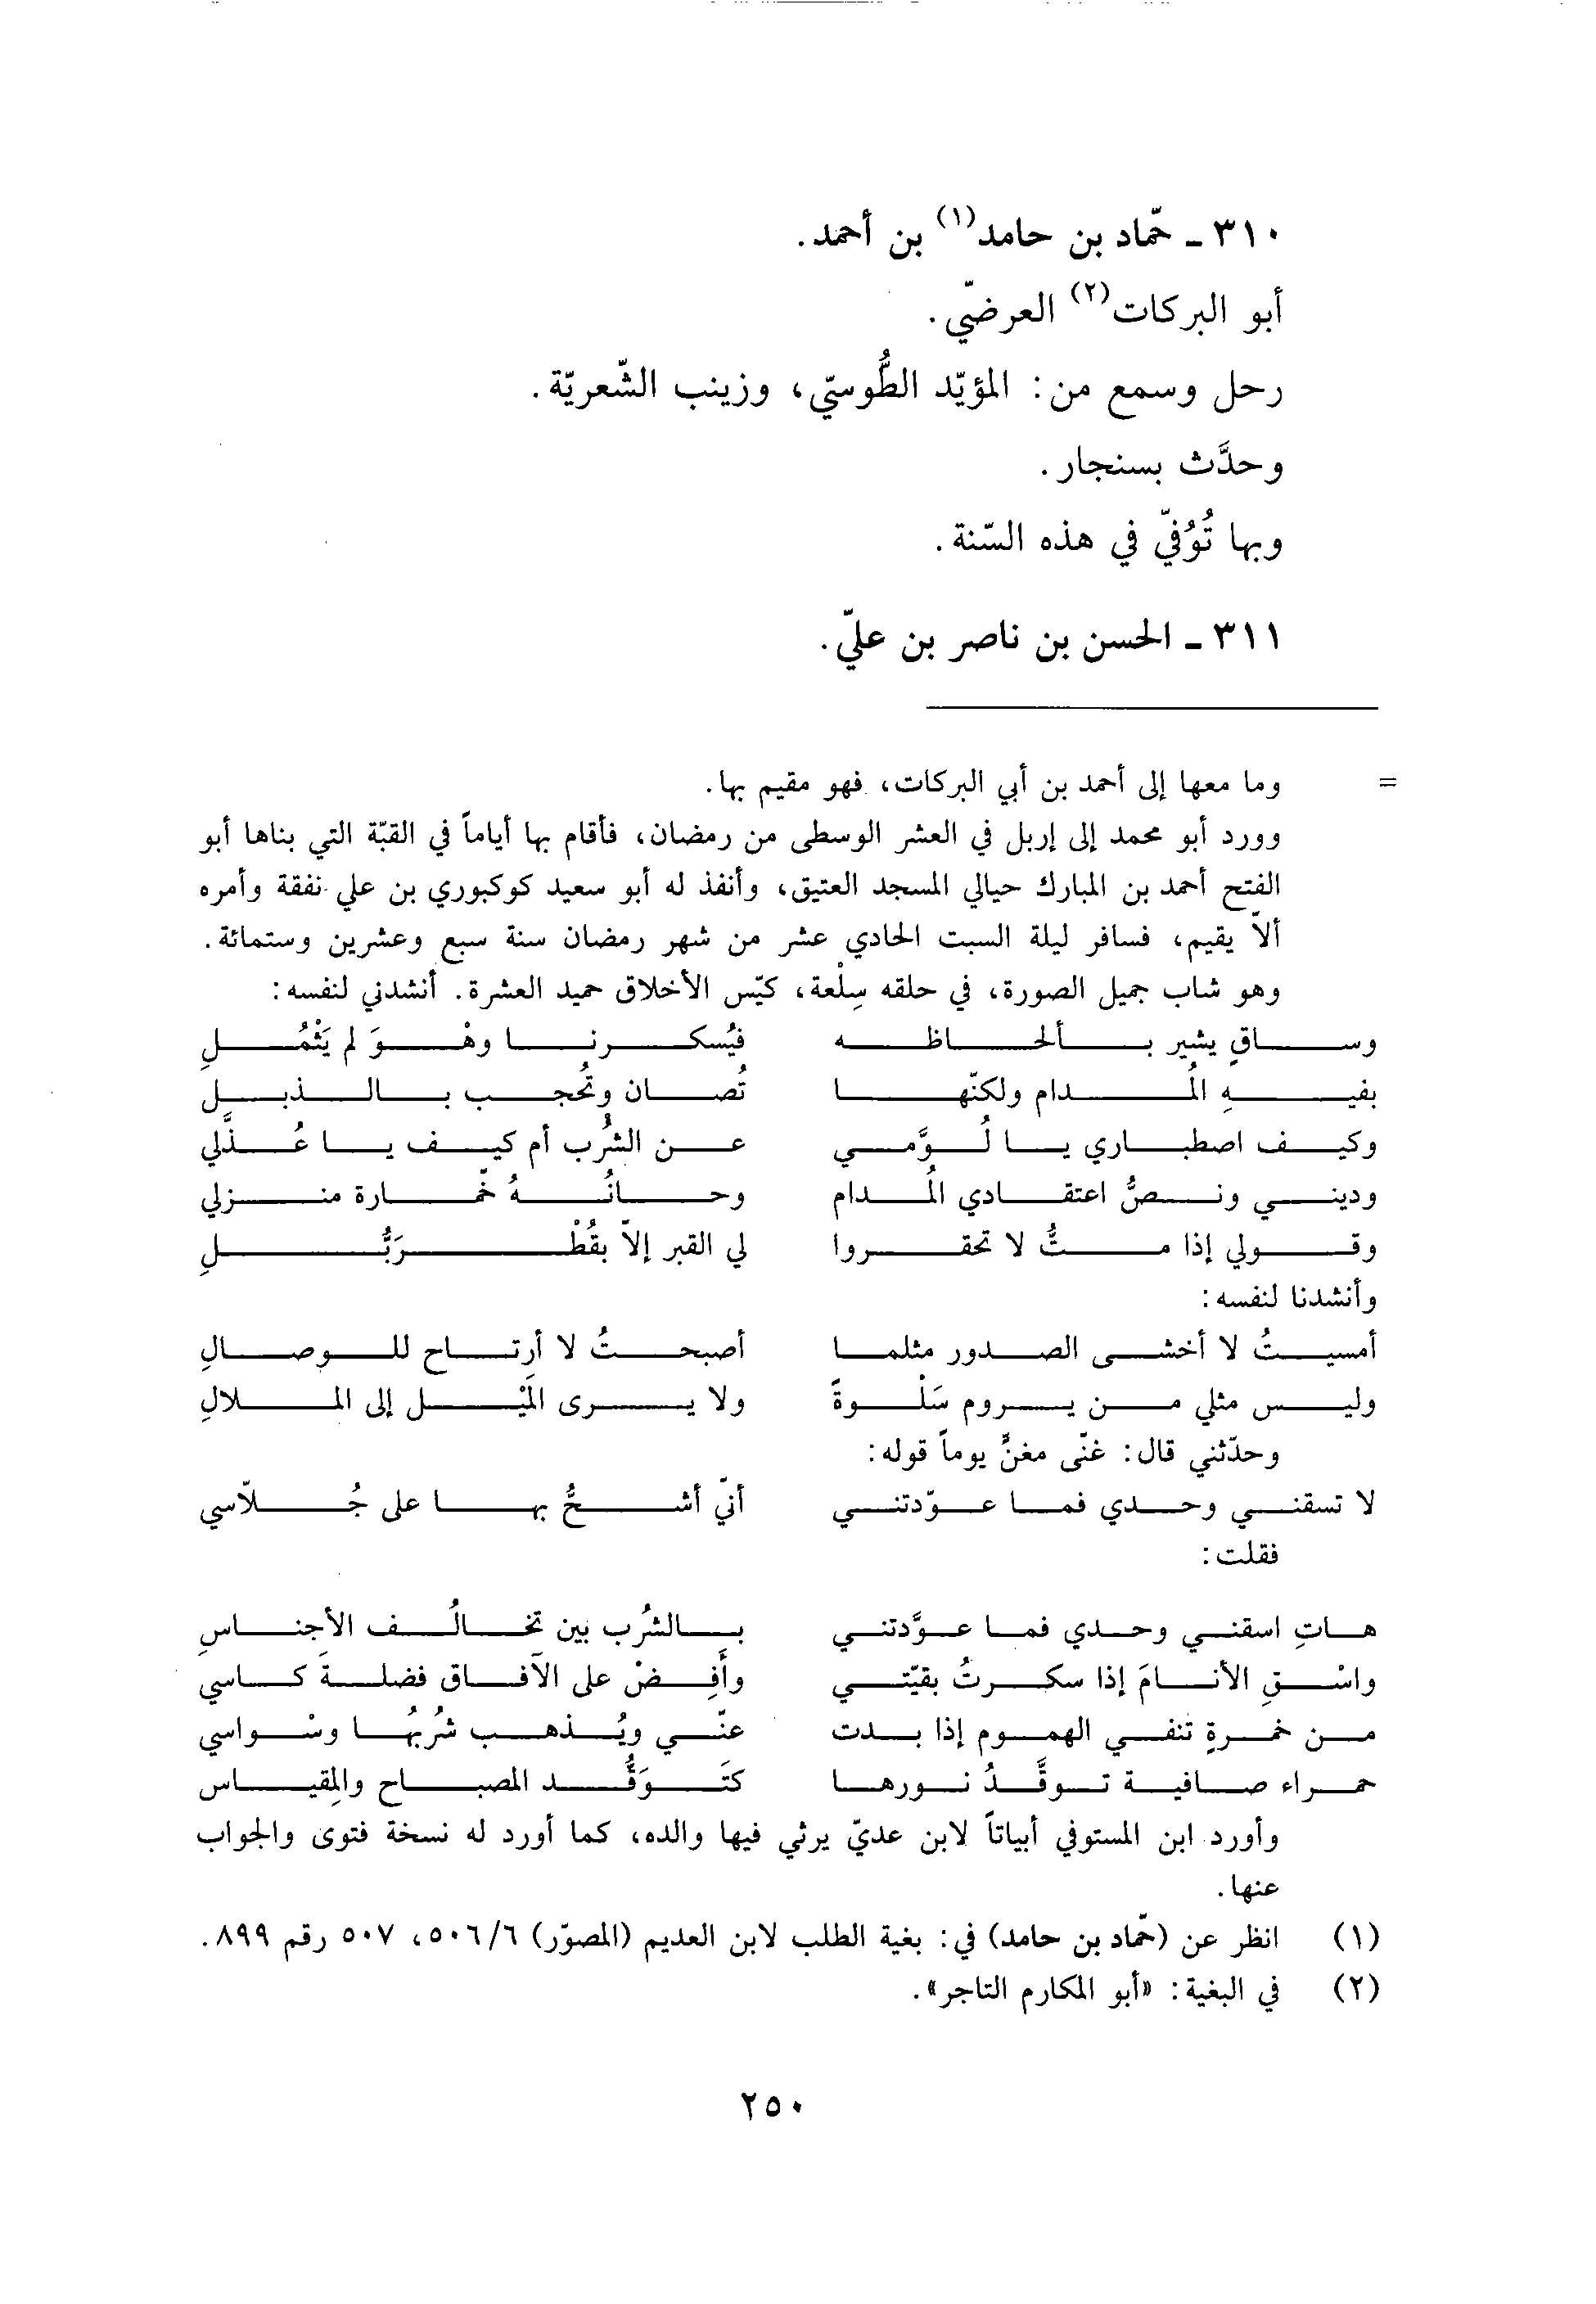 ٣١٠ - حمّاد بن حامد(١) بن أحمد.
أبو البركات(٢) العرضيّ.
رحل وسمع من: المؤيّد الطُّوسيّ، وزينب الشّعريّة.
وحدَّث بسنجار.
وبها تُوُفيّ في هذه السّنة.
٣١١ - الحسن بن ناصر بن عليّ.
= وما معها إلى أحمد بن أبي البركات، فهو مقيم بها.
وورد أبو محمد إلى إربل في العشر الوسطى من رمضان، فأقام بها أياماً في القبّة التي بناها أبو
الفتح أحمد بن المبارك حيالي المسجد العتيق، وأنفذ له أبو سعيد كوكبوري بن علي نفقة وأمره
ألاّ يقيم، فسافر ليلة السبت الحادي عشر من شهر رمضان سنة سبع وعشرين وستمائة.
وهو شاب جميل الصورة، في حلقه سِلْعة، كيّس الأخلاق حميد العشرة. أنشدني لنفسه:
وساقٍ يشير بألحاظه فيُسكرنا وهْوَ لم يَثْمُلِ
بفيهِ المُدام ولكنّها تُصان وتُحجب بالذبل
وكيف اصطباري يا لُوَّمي عن الشرُب أم كيف يا عُذَّلي
وديني ونصُّ اعتقادي المُدام وحانُهُ خمّارة منزلي
وقولي إذا متُّ لا تحقروا لي القبر إلاّ بقُطْرَبُّلِ
وأنشدنا لنفسه:
أمسيتُ لا أخشى الصدور مثلما أصبحتُ لا أرتاح للوصالِ
وليس مثلي من يروم سَلْوةً ولا يرى المَيْل إلى الملالِ
وحدّثني قال: غنّى مغنٍّ يوماً قوله:
لا تسقني وحدي فما عوّدتني أنيّ أشحُّ بها على جُلاّسي
فقلت:
هاتِ اسقني وحدي فما عوَّدتني بالشرُب بين تخالُف الأجناسِ
واسْقِ الأنامَ إذا سكرتُ بقيّتي وأَفِضْ على الآفاق فضلةَ كاسي
من خمرةٍ تنفي الهموم إذا بدت عنّي ويُذهب شرُبهُا وسْواسي
حمراء صافية توقَّدُ نورها كتَوَقُّد المصباح والمِقياس
وأورد ابن المستوفي أبياتاً لابن عديّ يرثي فيها والده، كما أورد له نسخة فتوى والجواب
عنها.
(١) انظر عن (حمّاد بن حامد) في: بغية الطلب لابن العديم (المصوّر) ٥٠٦/٦، ٥٠٧ رقم ٨٩٩.
(٢) في البغية: «أبو المكارم التاجر».
٢٥٠